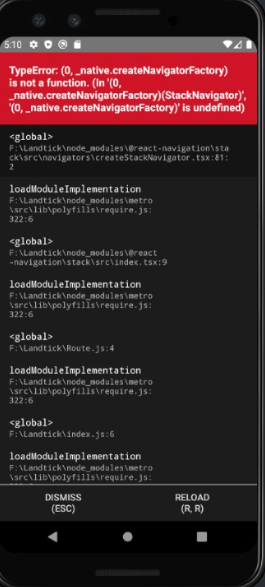 5:10
TypeError: (0, _native.createNavigatorFactory)
is not a function. (In '(0,
_native.createNavigatorFactory)(StackNavigator)',
'(0, _native.createNavigatorFactory)' is undefined)
<global>
F:\Landtick\node_modules\@react-navigation\sta
ck\src\navigators\createStackNavigator.tsx:81:
2
loadModuleImplementation
F:\Landtick\node_modules\metro
\src\lib\polyfills\require.js:
322:6
<global>
F:\Landtick\node_modules\@react
-navigation\stack\src\index.tsx:9
loadModuleImplementation
F:\Landtick\node_modules\metro
\src\lib\polyfills\require.js:
322:6
<global>
F:\Landtick\Route.js:4
loadModuleImplementation
F:\Landtick\node_modules\metro
\src\lib\polyfills\require.js:
322:6
<global>
F:\Landtick\index.js:6
loadModuleImplementation
F:\Landtick\node_modules\metro
\src\lib\polyfills\require.js:
DISMISS
(ESC)
RELOAD
(R, R)